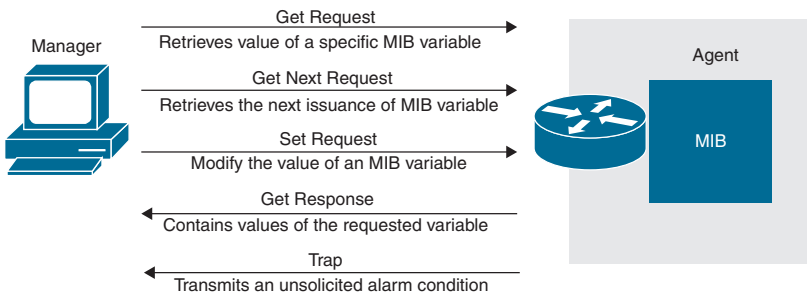 Manager
Get Request
Retrieves value of a specific MIB variable
Get Next Request
Retrieves the next issuance of MIB variable
Set Request
Modify the value of an MIB variable
Get Response
Contains values of the requested variable
Trap
Transmits an unsolicited alarm condition
Agent
MIB